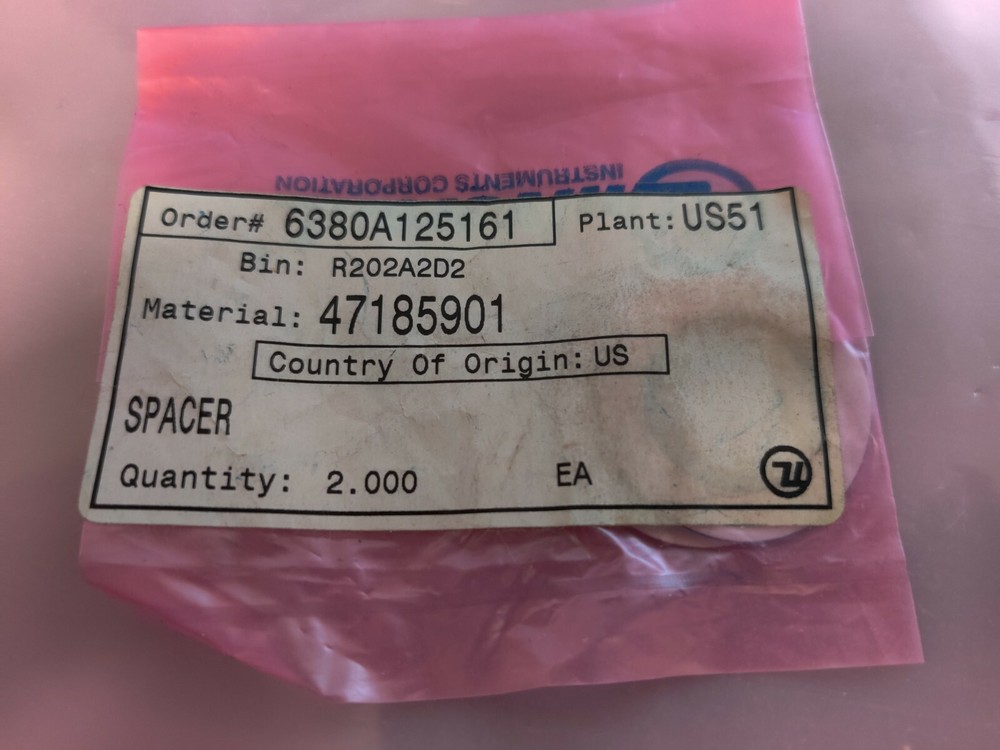 INSTRUMENTS CORPORATION
Order# 6380A125161 Plant: US51
Bin: R202A2D2
Material: 47185901
Country Of Origin: US
SPACER
Quantity: 2.000 EA